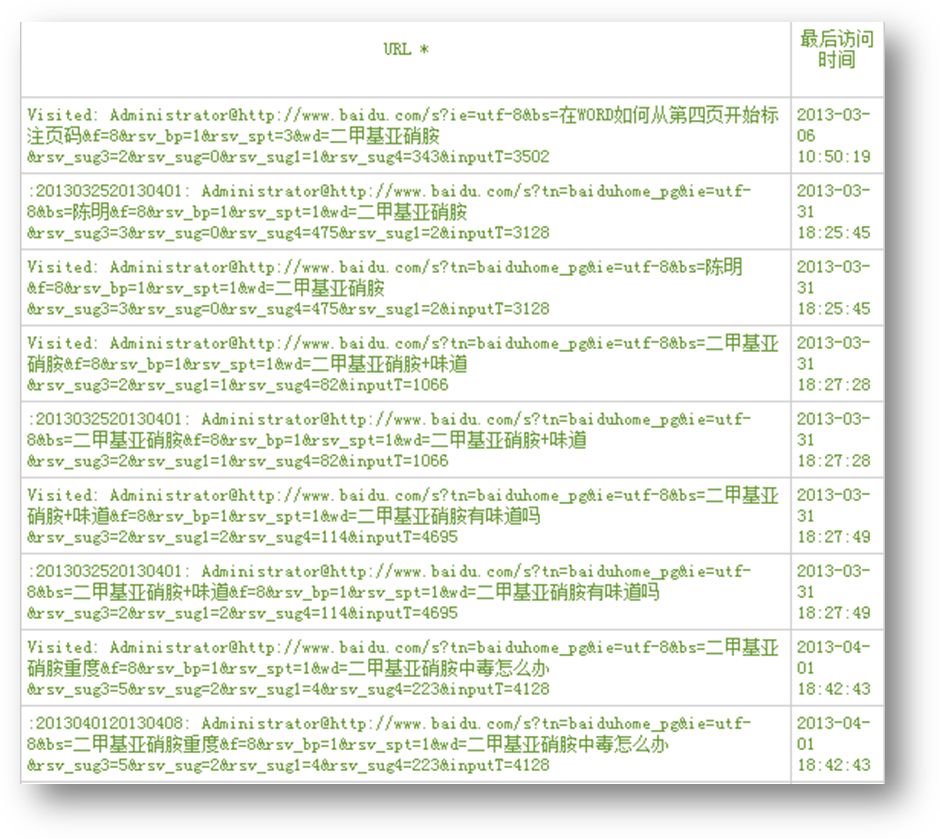 URL *
最后访问
时间
Visited: Administrator@http://www.baidu.com/s?ie=utf-8&bs=在WORD如何从第四页开始标
注页码&f=8&rsv_bp=1&rsv_spt=3&wd=二甲基亚硝胺
&rsv_sug3=2&rsv_sug=0&rsv_sug1=1&rsv_sug4=343&inputT=3502
2013-03-
06
10:50:19
:2013032520130401: Administrator@http://www.baidu.com/s?tn=baiduhome_pg&ie=utf-
8&bs=陈明&f=8&rsv_bp=1&rsv_spt=1&wd=二甲基亚硝胺
&rsv_sug3=3&rsv_sug=0&rsv_sug4=475&rsv_sug1=2&inputT=3128
2013-03-
31
18:25:45
Visited: Administrator@http://www.baidu.com/s?tn=baiduhome_pg&ie=utf-8&bs=陈明
&f=8&rsv_bp=1&rsv_spt=1&wd=二甲基亚硝胺
&rsv_sug3=3&rsv_sug=0&rsv_sug4=475&rsv_sug1=2&inputT=3128
2013-03-
31
18:25:45
Visited: Administrator@http://www.baidu.com/s?tn=baiduhome_pg&ie=utf-8&bs=二甲基亚
硝胺&f=8&rsv_bp=1&rsv_spt=1&wd=二甲基亚硝胺+味道
&rsv_sug3=2&rsv_sug1=1&rsv_sug4=82&inputT=1066
2013-03-
31
18:27:28
:2013032520130401: Administrator@http://www.baidu.com/s?tn=baiduhome_pg&ie=utf-
8&bs=二甲基亚硝胺&f=8&rsv_bp=1&rsv_spt=1&wd=二甲基亚硝胺+味道
&rsv_sug3=2&rsv_sug1=1&rsv_sug4=82&inputT=1066
2013-03-
31
18:27:28
Visited: Administrator@http://www.baidu.com/s?tn=baiduhome_pg&ie=utf-8&bs=二甲基亚
硝胺+味道&f=8&rsv_bp=1&rsv_spt=1&wd=二甲基亚硝胺有味道吗
&rsv_sug3=2&rsv_sug1=2&rsv_sug4=114&inputT=4695
2013-03-
31
18:27:49
:2013032520130401: Administrator@http://www.baidu.com/s?tn=baiduhome_pg&ie=utf-
8&bs=二甲基亚硝胺+味道&f=8&rsv_bp=1&rsv_spt=1&wd=二甲基亚硝胺有味道吗
&rsv_sug3=2&rsv_sug1=2&rsv_sug4=114&inputT=4695
2013-03-
31
18:27:49
Visited: Administrator@http://www.baidu.com/s?tn=baiduhome_pg&ie=utf-8&bs=二甲基亚
硝胺重度&f=8&rsv_bp=1&rsv_spt=1&wd=二甲基亚硝胺中毒怎么办
&rsv_sug3=5&rsv_sug=2&rsv_sug1=4&rsv_sug4=223&inputT=4128
2013-04-
01
18:42:43
:2013040120130408: Administrator@http://www.baidu.com/s?tn=baiduhome_pg&ie=utf-
8&bs=二甲基亚硝胺重度&f=8&rsv_bp=1&rsv_spt=1&wd=二甲基亚硝胺中毒怎么办
&rsv_sug3=5&rsv_sug=2&rsv_sug1=4&rsv_sug4=223&inputT=4128
2013-04-
01
18:42:43